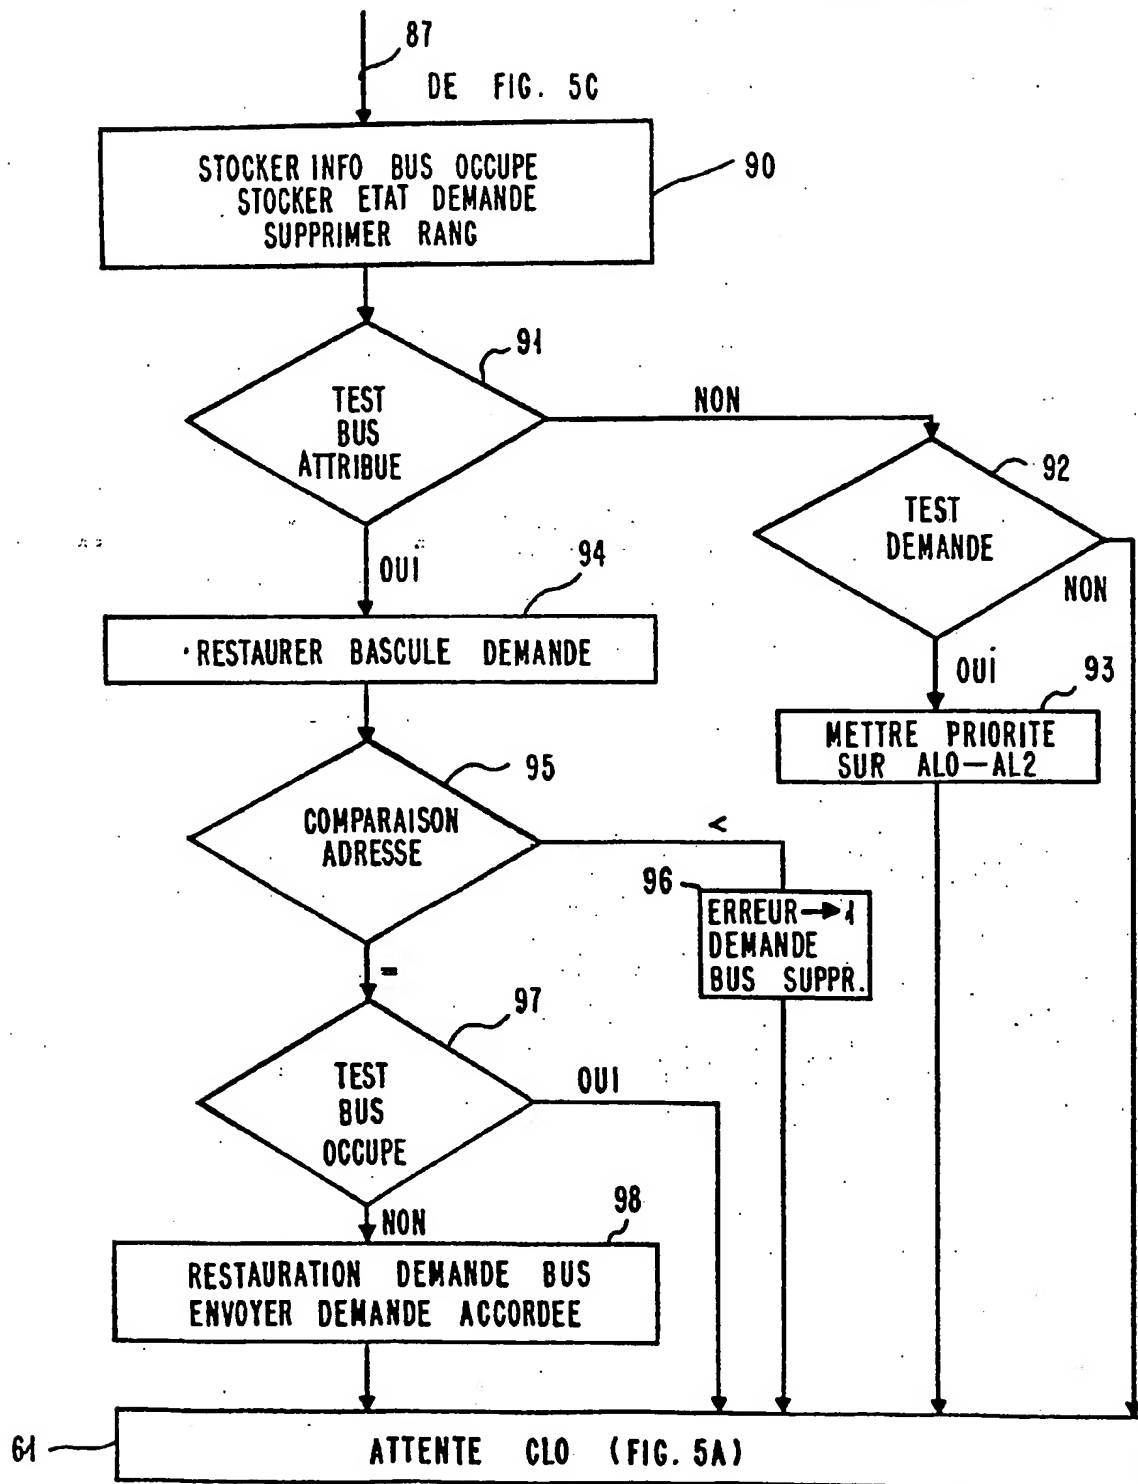 87
DE FIG. 5C
STOCKER INFO BUS OCCUPE
STOCKER ETAT DEMANDE
SUPPRIMER RANG
90
91
TEST
BUS
ATTRIBUE
NON
92
TEST
DEMANDE
NON
OUI
94
OUI
RESTAURER BASCULE DEMANDE
93
METTRE PRIORITE
SUR AL0—AL2
95
COMPARAISON
ADRESSE
<
96
ERREUR→1
DEMANDE
BUS SUPPR.
=
97
TEST
BUS
OCCUPE
OUI
NON
98
RESTAURATION DEMANDE BUS
ENVOYER DEMANDE ACCORDEE
61
ATTENTE CLO (FIG. 5A)